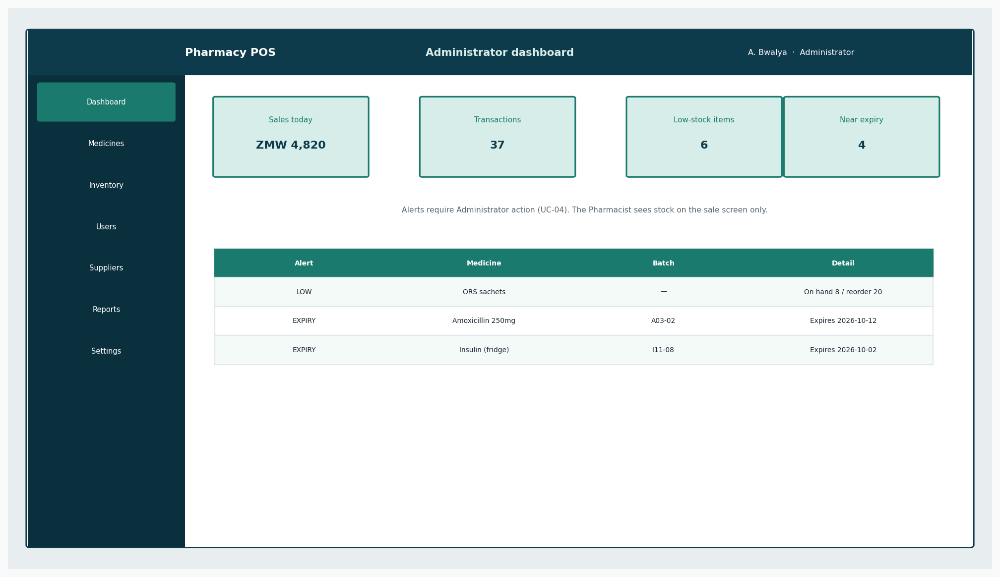 Pharmacy POS
Administrator dashboard
A. Bwalya · Administrator
Dashboard
Medicines
Inventory
Users
Suppliers
Reports
Settings
Sales today
ZMW 4,820
Transactions
37
Low-stock items
6
Near expiry
4
Alerts require Administrator action (UC-04). The Pharmacist sees stock on the sale screen only.
Alert Medicine Batch Detail
LOW ORS sachets — On hand 8 / reorder 20
EXPIRY Amoxicillin 250mg A03-02 Expires 2026-10-12
EXPIRY Insulin (fridge) I11-08 Expires 2026-10-02